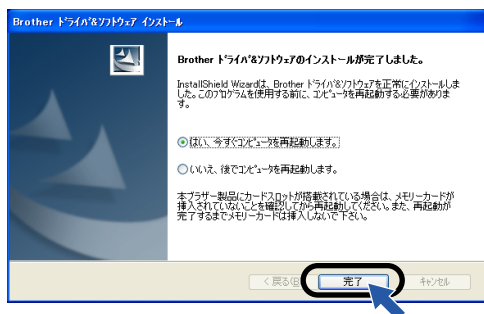 Brother ﾄﾞﾗｲﾊﾞ&ｿﾌﾄｳｪｱ ｲﾝｽﾄｰﾙ
Brother ﾄﾞﾗｲﾊﾞ&ｿﾌﾄｳｪｱのｲﾝｽﾄｰﾙが完了しました。
InstallShield Wizardは、Brother ﾄﾞﾗｲﾊﾞ&ｿﾌﾄｳｪｱを正常にｲﾝｽﾄｰﾙしま
した。このﾌﾟﾛｸﾞﾗﾑを使用する前に、ｺﾝﾋﾟｭｰﾀを再起動する必要がありま
す。
はい、今すぐｺﾝﾋﾟｭｰﾀを再起動します。
いいえ、後でｺﾝﾋﾟｭｰﾀを再起動します。
本ブラザー製品にカードスロットが搭載されている場合は、メモリーカードが
挿入されていないことを確認してから再起動してください。また、再起動が
完了するまでメモリーカードは挿入しないで下さい。
< 戻る(B) 完了 ｷｬﾝｾﾙ